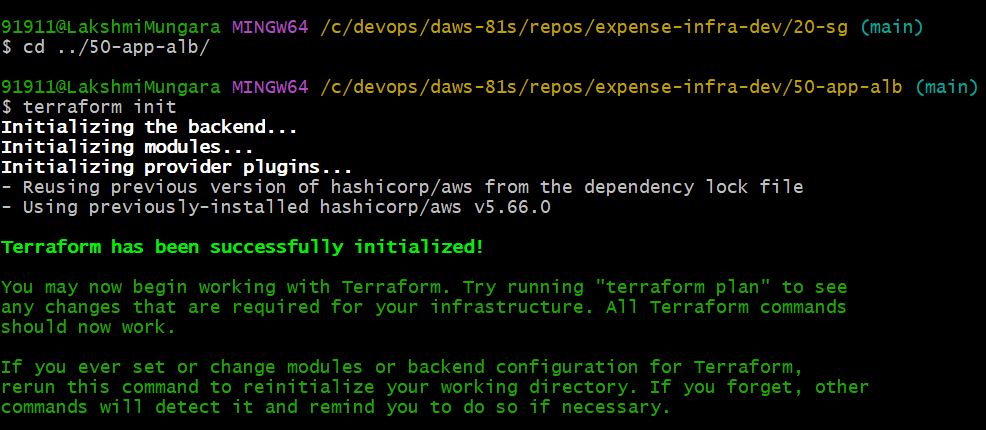 91911@LakshmiMungara MINGW64 /c/devops/daws-81s/repos/expense-infra-dev/20-sg (main)
$ cd ../50-app-alb/
91911@LakshmiMungara MINGW64 /c/devops/daws-81s/repos/expense-infra-dev/50-app-alb (main)
$ terraform init
Initializing the backend...
Initializing modules...
Initializing provider plugins...
- Reusing previous version of hashicorp/aws from the dependency lock file
- Using previously-installed hashicorp/aws v5.66.0
Terraform has been successfully initialized!
You may now begin working with Terraform. Try running "terraform plan" to see
any changes that are required for your infrastructure. All Terraform commands
should now work.
If you ever set or change modules or backend configuration for Terraform,
rerun this command to reinitialize your working directory. If you forget, other
commands will detect it and remind you to do so if necessary.